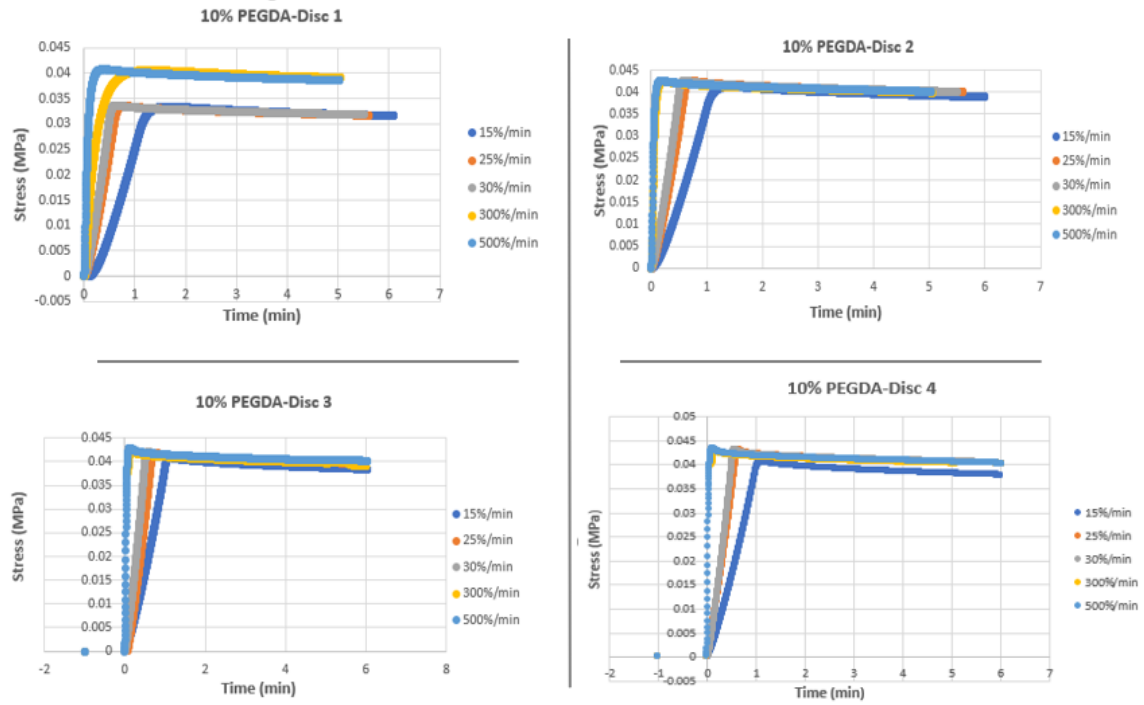 10% PEGDA-Disc 1
0.045
0.04
0.035
0.03
0.025
0.02
0.015
0.01
0.005
0
-0.005
Stress (MPa)
0 1 2 3 4 5 6 7
Time (min)
15%/min
25%/min
30%/min
300%/min
500%/min
10% PEGDA-Disc 2
0.045
0.04
0.035
0.03
0.025
0.02
0.015
0.01
0.005
0
Stress (MPa)
0 1 2 3 4 5 6 7
Time (min)
15%/min
25%/min
30%/min
300%/min
500%/min
10% PEGDA-Disc 3
0.045
0.04
0.035
0.03
0.025
0.02
0.015
0.01
0.005
0
Stress (MPa)
-2 0 2 4 6 8
Time (min)
15%/min
25%/min
30%/min
300%/min
500%/min
10% PEGDA-Disc 4
0.05
0.045
0.04
0.035
0.03
0.025
0.02
0.015
0.01
0.005
0
-0.005
Stress (MPa)
-2 -1 0 1 2 3 4 5 6 7
Time (min)
15%/min
25%/min
30%/min
300%/min
500%/min